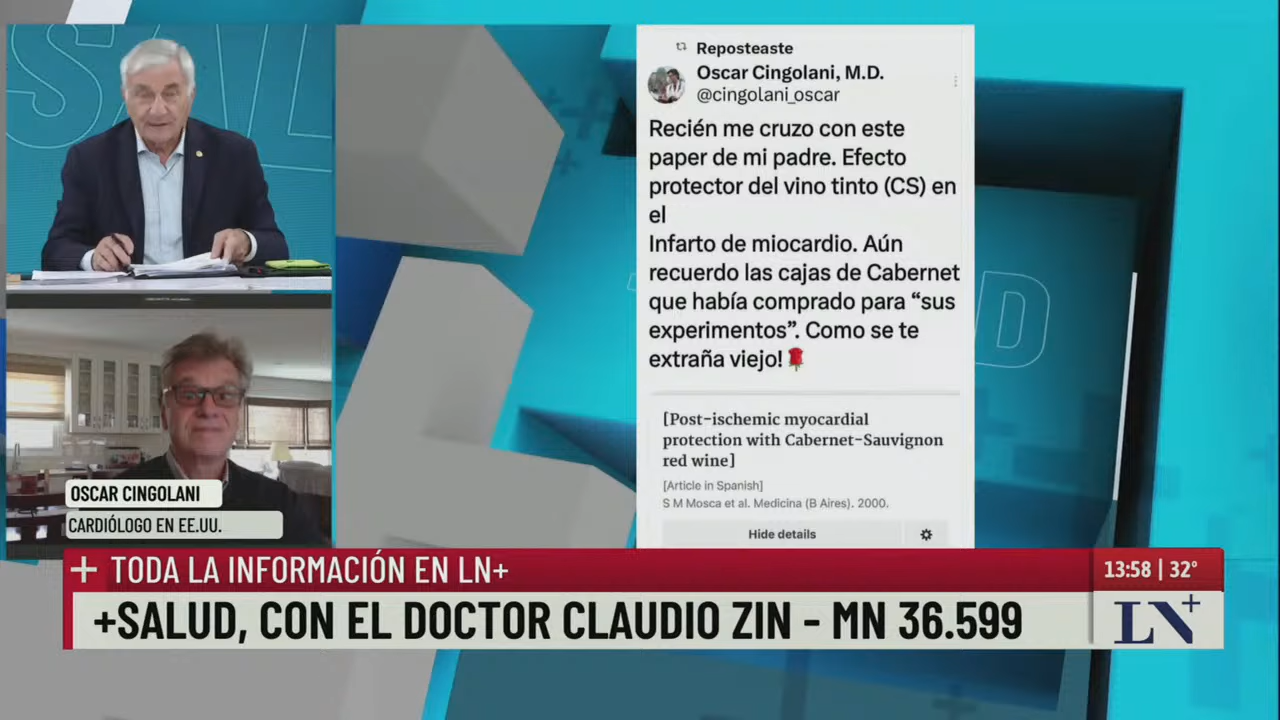 SAL
D
Reposteaste
Oscar Cingolani, M.D.
@cingolani_oscar
Recién me cruzo con este
paper de mi padre. Efecto
protector del vino tinto (CS) en
el
Infarto de miocardio. Aún
recuerdo las cajas de Cabernet
que había comprado para “sus
experimentos”. Como se te
extraña viejo!
[Post-ischemic myocardial
protection with Cabernet-Sauvignon
red wine]
[Article in Spanish]
S M Mosca et al. Medicina (B Aires). 2000.
Hide details
OSCAR CINGOLANI
CARDIÓLOGO EN EE.UU.
+ TODA LA INFORMACIÓN EN LN+
13:58 | 32°
+SALUD, CON EL DOCTOR CLAUDIO ZIN - MN 36.599
LN+